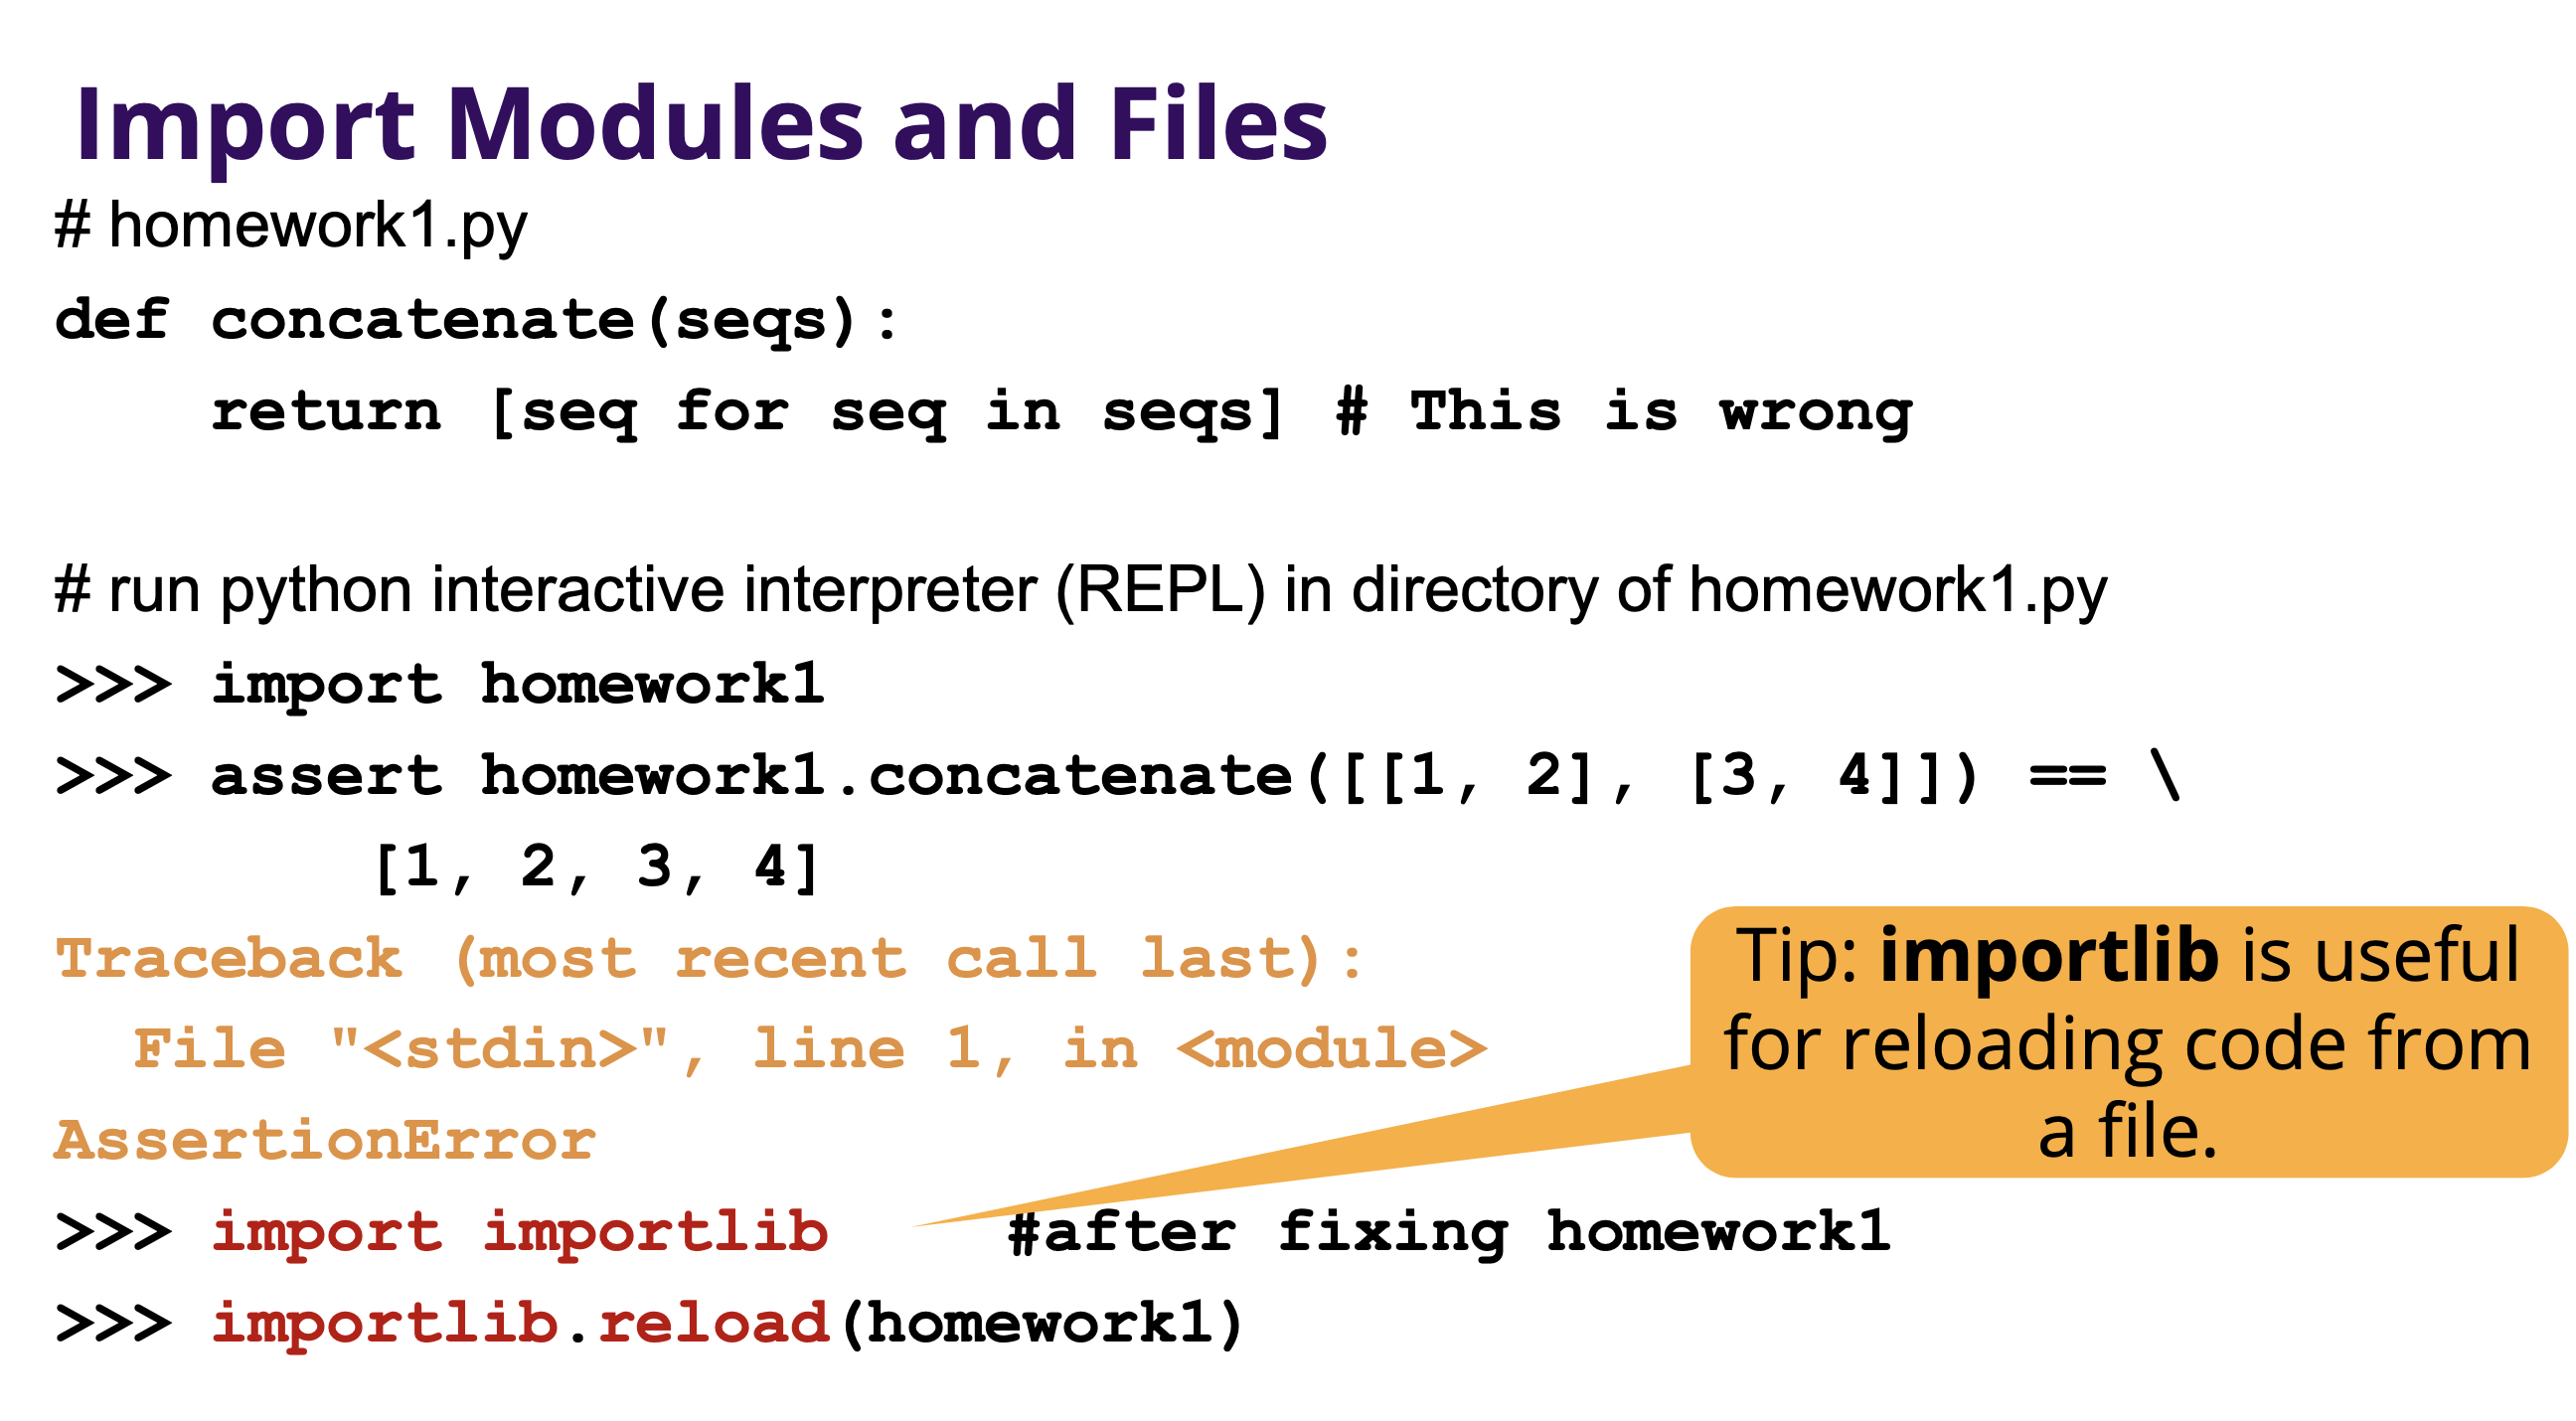 Import Modules and Files
# homework1.py
def concatenate(seqs):
    return [seq for seq in seqs] # This is wrong
# run python interactive interpreter (REPL) in directory of homework1.py
>>> import homework1
>>> assert homework1.concatenate([[1, 2], [3, 4]]) == \
        [1, 2, 3, 4]
Traceback (most recent call last):
  File "<stdin>", line 1, in <module>
AssertionError
>>> import importlib    #after fixing homework1
>>> importlib.reload(homework1)
Tip: importlib is useful
for reloading code from
a file.